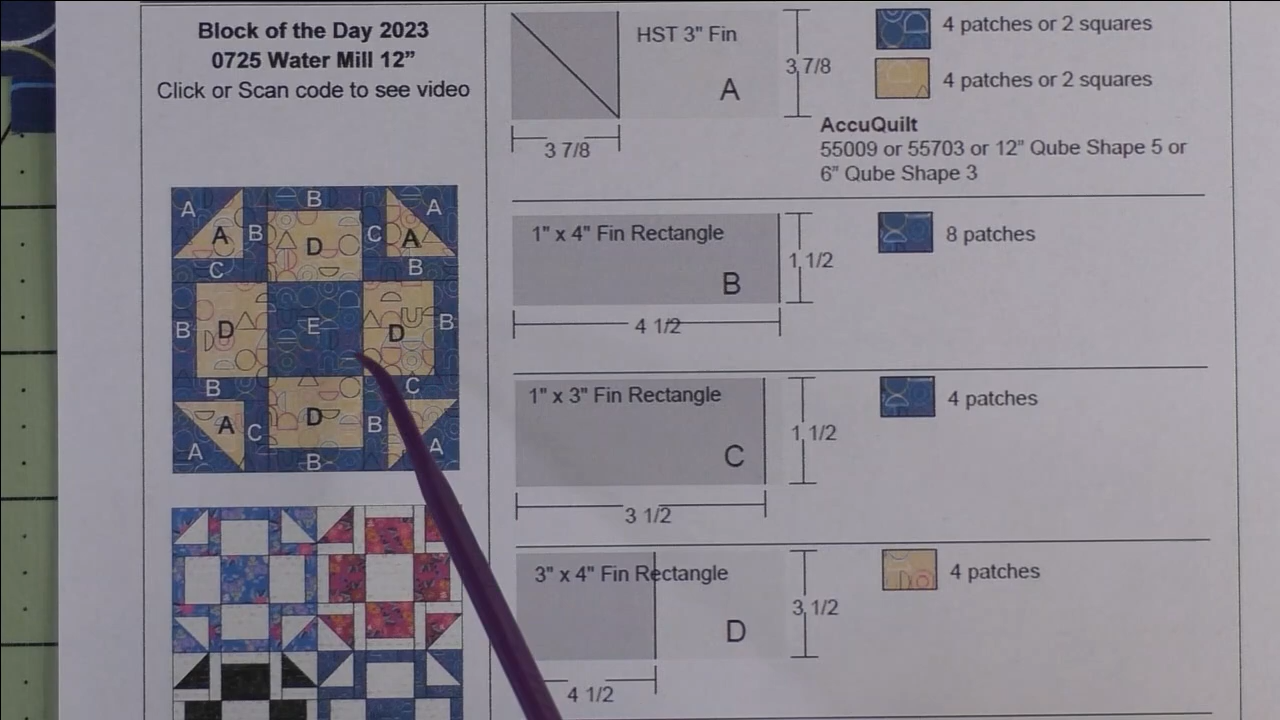 Block of the Day 2023
0725 Water Mill 12”
Click or Scan code to see video
A
B
A
A
B
D
C
A
C
B
B
D
E
D
B
B
C
A
C
D
B
A
B
A
HST 3" Fin
A
3 7/8
3 7/8
4 patches or 2 squares
4 patches or 2 squares
AccuQuilt
55009 or 55703 or 12" Qube Shape 5 or
6” Qube Shape 3
1” x 4” Fin Rectangle
B
1 1/2
4 1/2
8 patches
1” x 3” Fin Rectangle
C
1 1/2
3 1/2
4 patches
3” x 4” Fin Rectangle
D
3 1/2
4 1/2
4 patches